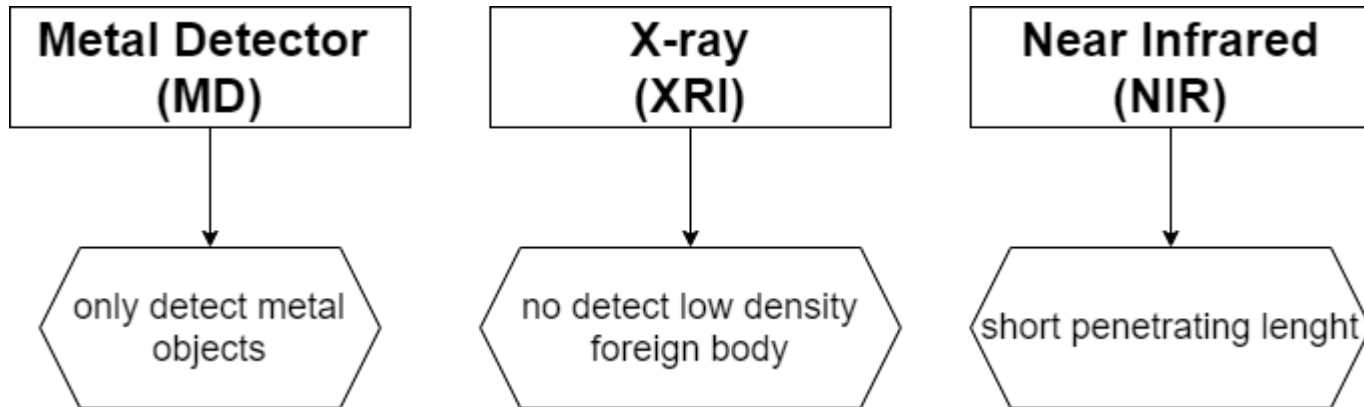 Metal Detector
(MD)
X-ray
(XRI)
Near Infrared
(NIR)
only detect metal
objects
no detect low density
foreign body
short penetrating lenght